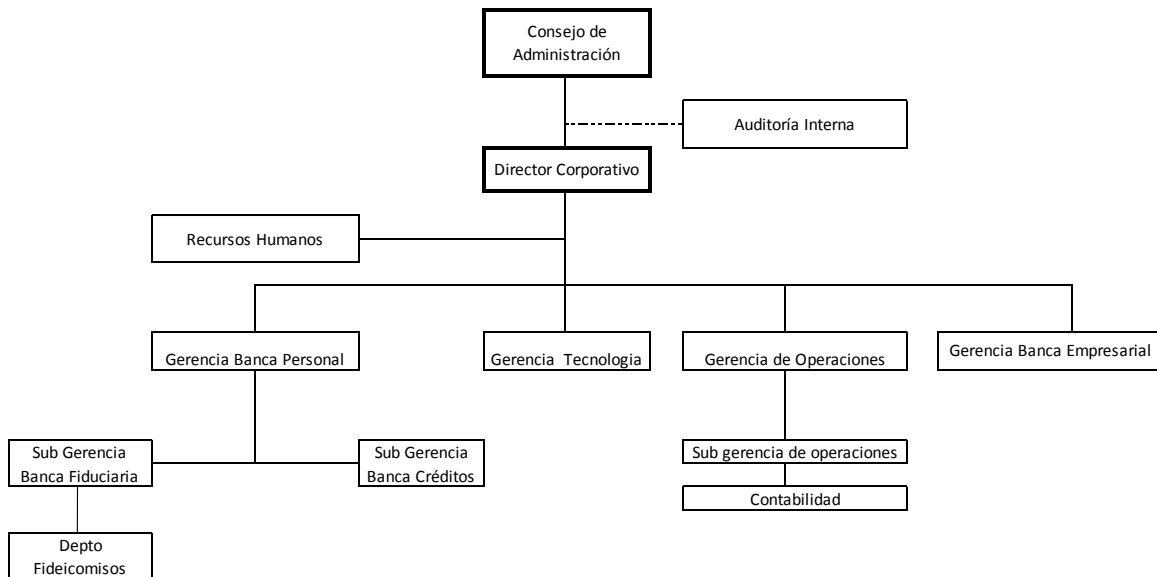 Consejo de
Administración
Auditoría Interna
Director Corporativo
Recursos Humanos
Gerencia Banca Personal
Gerencia  Tecnologia
Gerencia de Operaciones
Gerencia Banca Empresarial
Sub Gerencia
Banca Fiduciaria
Sub Gerencia
Banca Créditos
Sub gerencia de operaciones
Contabilidad
Depto
Fideicomisos